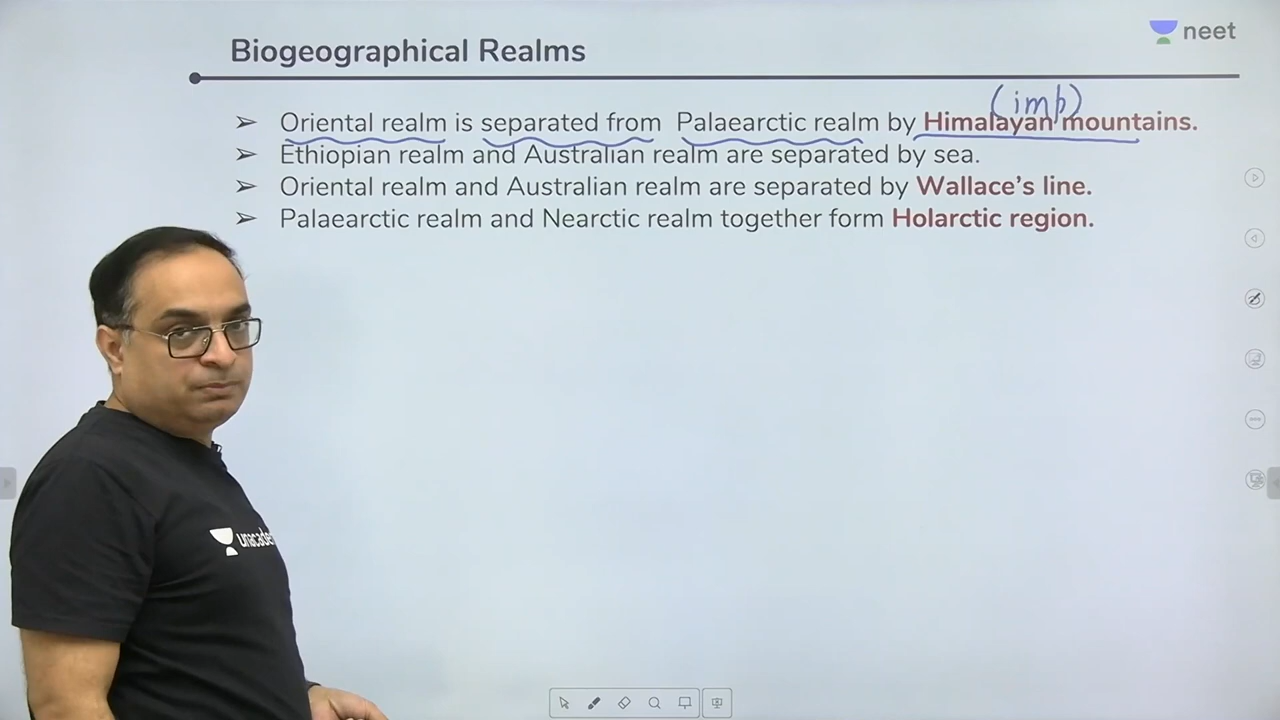 neet
Biogeographical Realms
(imp)
➢ Oriental realm is separated from Palaearctic realm by Himalayan mountains.
➢ Ethiopian realm and Australian realm are separated by sea.
➢ Oriental realm and Australian realm are separated by Wallace's line.
➢ Palaearctic realm and Nearctic realm together form Holarctic region.